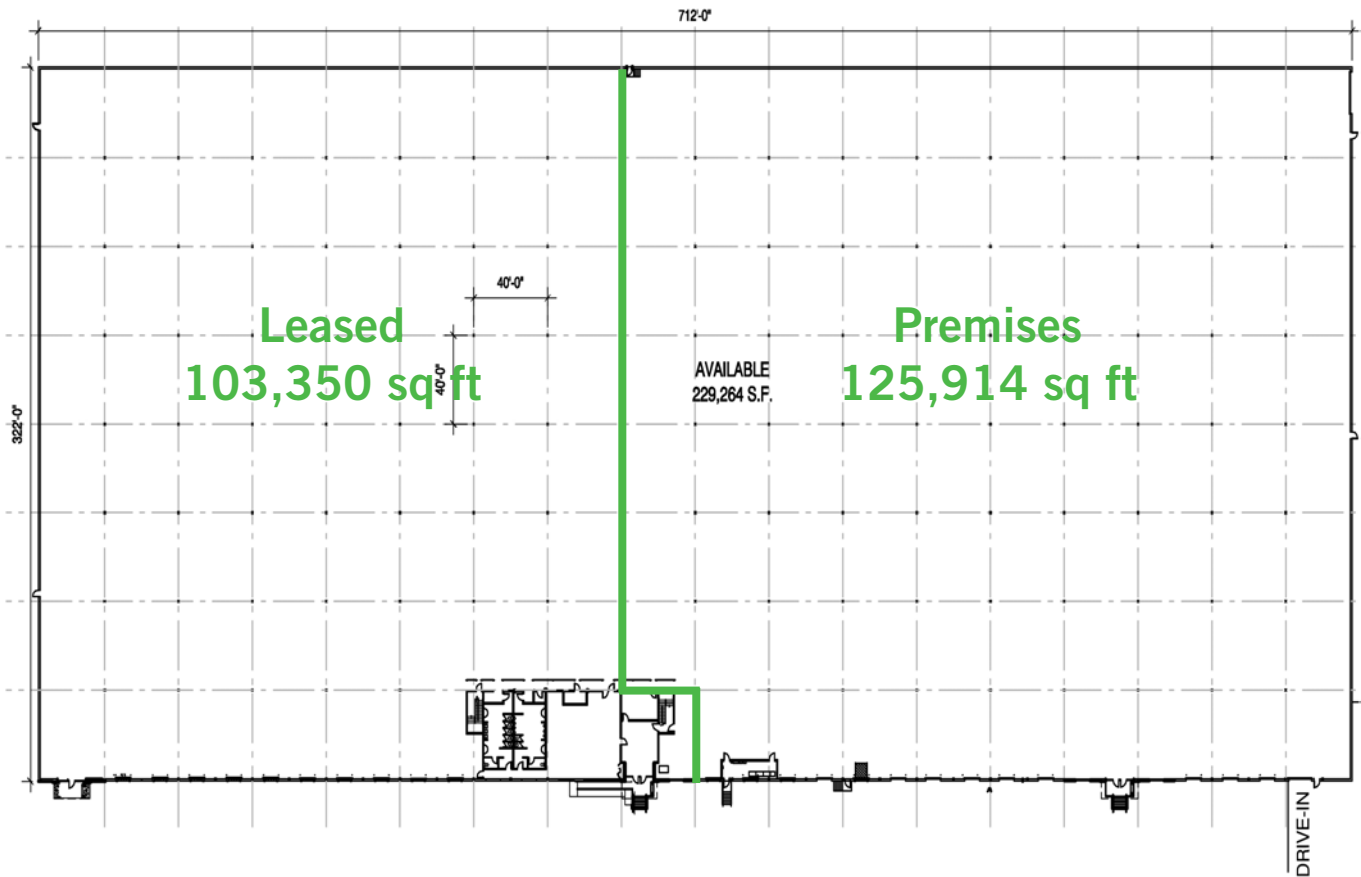 712'-0"
322'-0"
40'-0"
40'-0"
Leased
103,350 sq ft
AVAILABLE
229,264 S.F.
Premises
125,914 sq ft
A
DRIVE-IN